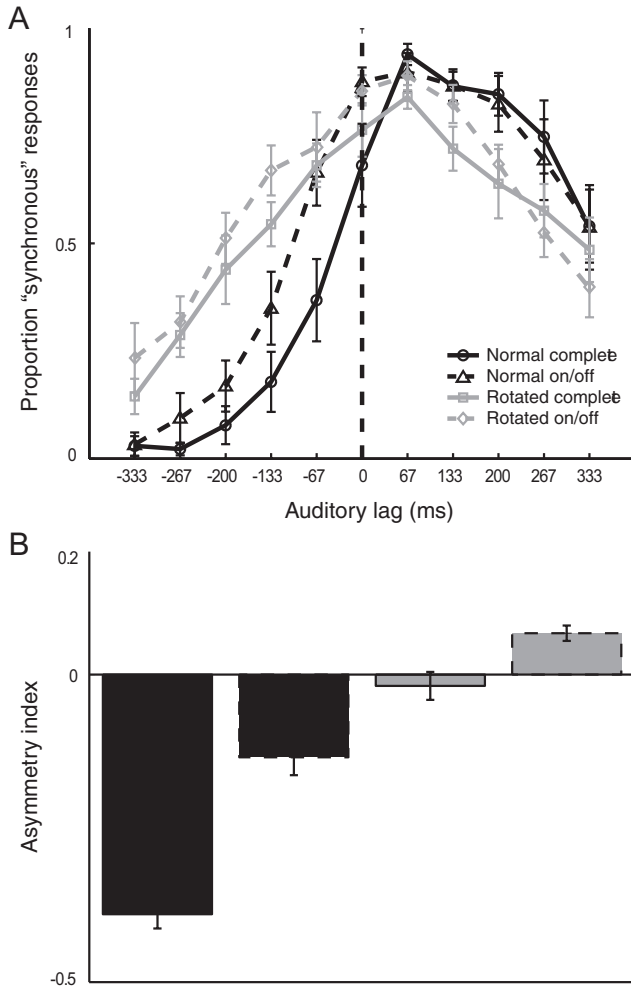 A
1
0.5
0
Proportion “synchronous” responses
-333 -267 -200 -133 -67 0 67 133 200 267 333
Auditory lag (ms)
Normal complete
Normal on/off
Rotated complete
Rotated on/off
B
0.2
0
-0.5
Asymmetry index